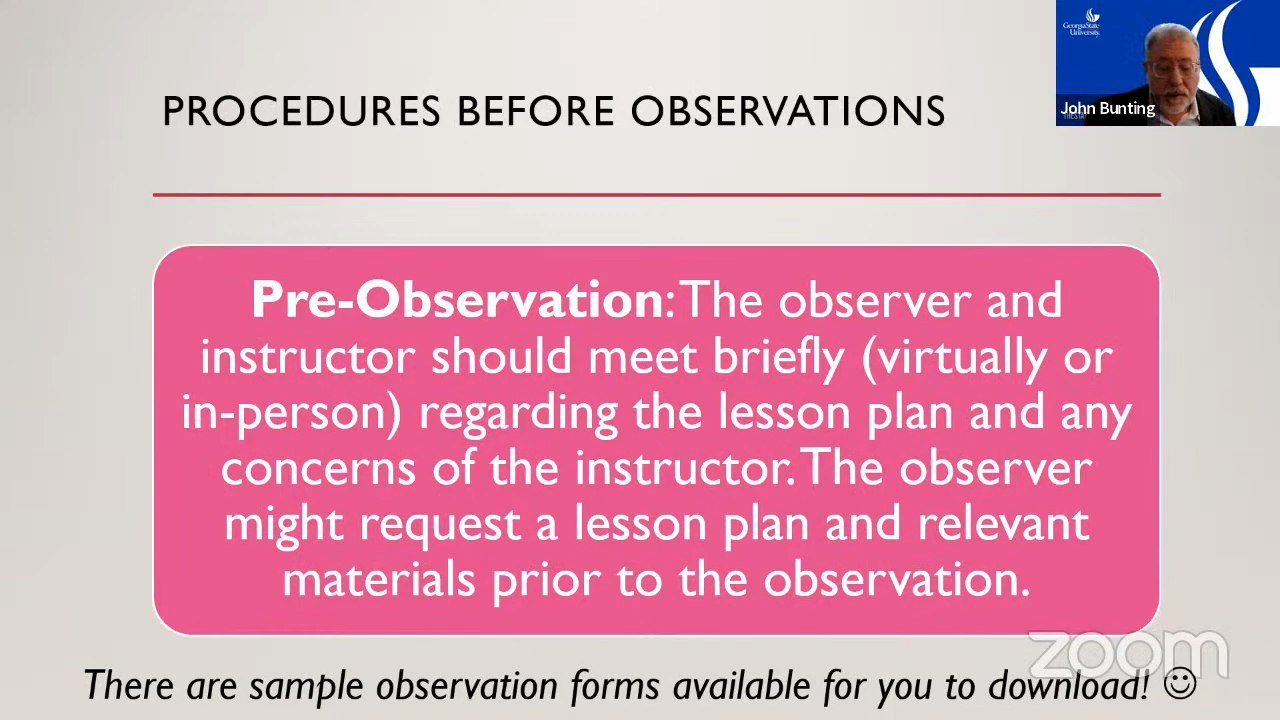 GeorgiaState
University
John Bunting
PROCEDURES BEFORE OBSERVATIONS
Pre-Observation: The observer and
instructor should meet briefly (virtually or
in-person) regarding the lesson plan and any
concerns of the instructor. The observer
might request a lesson plan and relevant
materials prior to the observation.
zoom
There are sample observation forms available for you to download! ☺